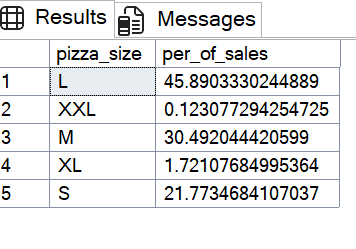 Results Messages
pizza_size per_of_sales
1 L 45.8903330244889
2 XXL 0.123077294254725
3 M 30.492044420599
4 XL 1.72107684995364
5 S 21.7734684107037